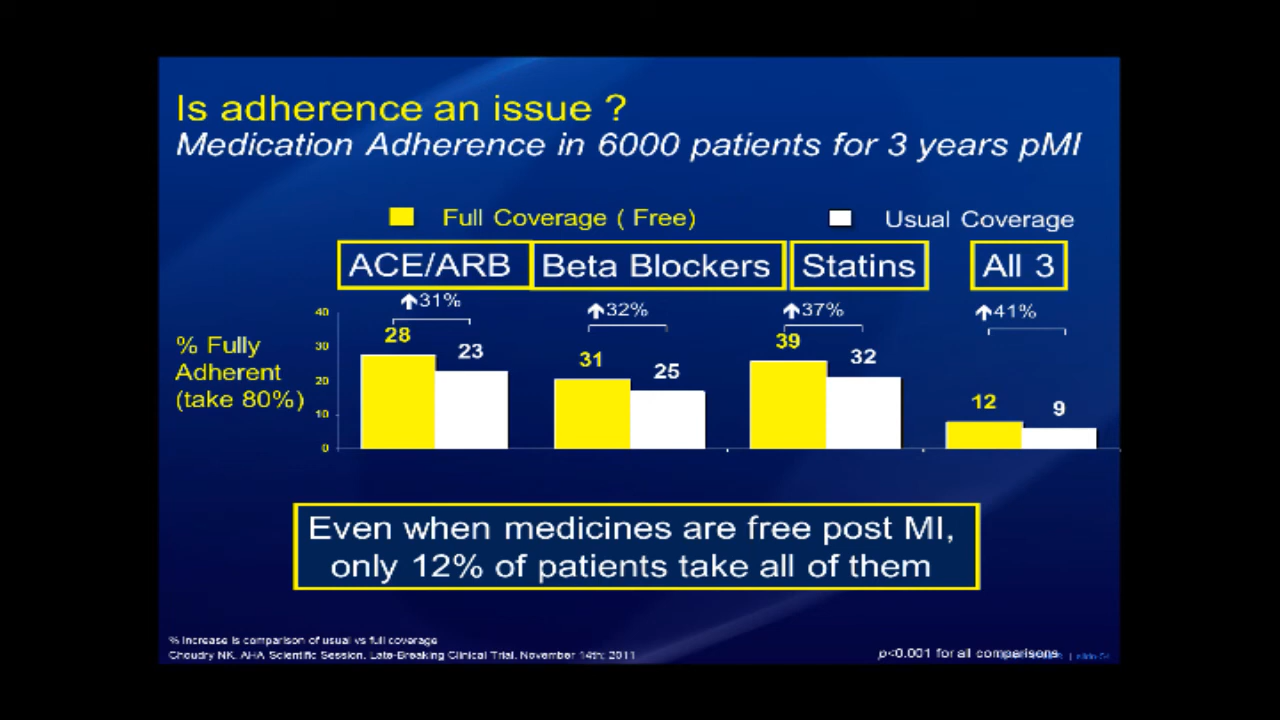 Is adherence an issue ?
Medication Adherence in 6000 patients for 3 years pMI
Full Coverage ( Free)
Usual Coverage
ACE/ARB
Beta Blockers
Statins
All 3
31%
32%
37%
41%
% Fully
Adherent
(take 80%)
40
30
20
10
0
28
23
31
25
39
32
12
9
Even when medicines are free post MI,
only 12% of patients take all of them
% Increase is comparison of usual vs full coverage
Choudry NK. AHA Scientific Session. Late-Breaking Clinical Trial. November 14th; 2011
p<0.001 for all comparisons